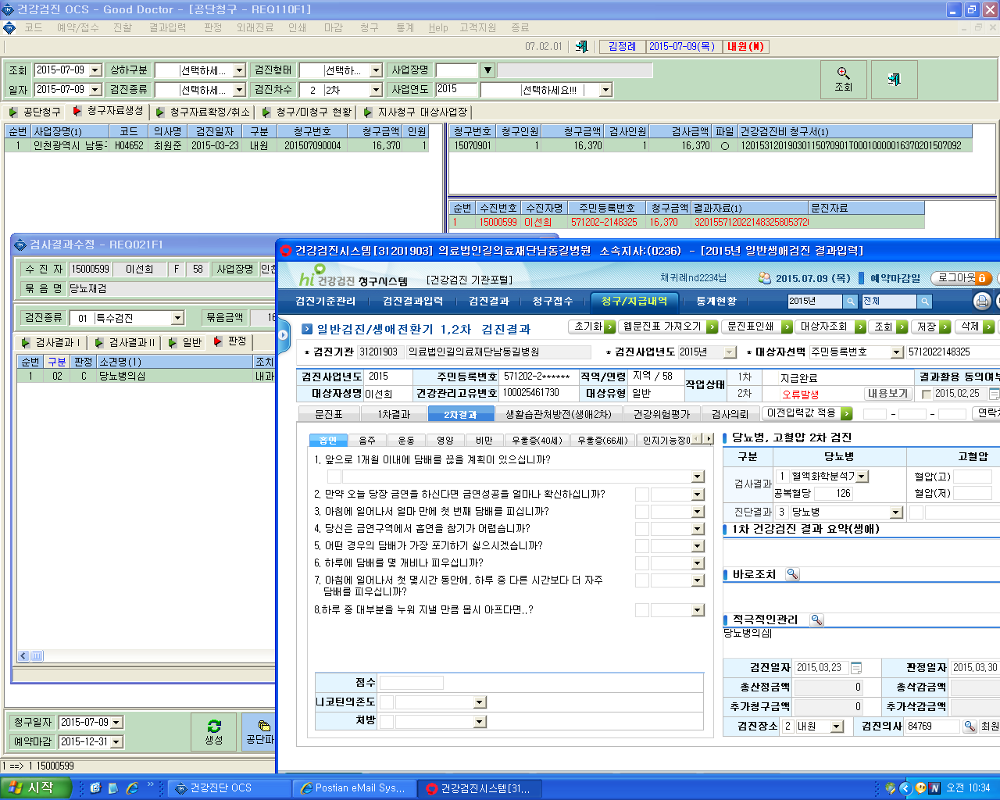 건강검진 OCS - Good Doctor - [공단청구 - REQ110F1]
코드 예약/접수 진찰 결과입력 판정 외래진료 인쇄 마감 청구 통계 Help 고객지원 종료
07.02.01 김정례 2015-07-09(목) 내원(N)
조회 2015-07-09 상하구분 선택하세... 검진형태 선택하... 사업장명 조회
일자 2015-07-09 검진종류 선택하세... 검진차수 2 2차 사업연도 2015 선택하세요!!!
공단청구 청구자료생성 청구자료확정/취소 청구/미청구 현황 지사청구 대상사업장
순번 사업장명(1) 코드 의사명 검진일자 구분 청구번호 청구금액 인원
1 인천광역시 남동구 H04652 최원준 2015-03-23 내원 201507090004 16,370 1
청구번호 청구인원 청구금액 검사인원 검사금액 파일 건강검진비 청구서(1)
15070901 1 16,370 1 16,370 ○ 12015312019030115070901T00010000016370201507092
순번 수진번호 수진자명 주민등록번호 청구금액 결과자료(1) 문진자료
1 15000599 이선희 571202-2148325 16,370 3201557120221483258053720
검사결과수정 - REQ021F1
수 진 자 15000599 이선희 F 58 사업장명 인천
묶 음 명 당뇨재검
검진종류 01 특수검진 묶음금액 16
검사결과 I 검사결과 II 일반 판정
순번 구분 판정 소견명(1) 조치
1 02 C 당뇨병의심 내과
청구일자 2015-07-09
예약마감 2015-12-31
생성 공단파
1 ==> 1 15000599
건강검진시스템[31201903] 의료법인길의료재단남동길병원 소속지사:(0236) - [2015년 일반생애검진 결과입력]
hi 건강검진 청구시스템 [건강검진 기관포털] 채귀례nd2234님 2015.07.09 (목) 예약마감일 로그아웃
검진기준관리 검진결과입력 검진결과 청구접수 청구/지급내역 통계현황 2015년 전체
일반검진/생애전환기 1,2차 검진결과 초기화 웹문진표 가져오기 문진표인쇄 대상자조회 조회 저장 삭제
* 검진기관 31201903 의료법인길의료재단남동길병원 * 검진사업년도 2015년 * 대상자선택 주민등록번호 5712022148325
검진사업년도 2015 주민등록번호 571202-2****** 직역/연령 지역 / 58 작업상태 1차 지급완료 결과활용 동의여부
대상자성명 이선희 건강관리고유번호 100025461730 대상유형 일반 2차 오류발생 내용보기 2015,02,25
문진표 1차결과 2차결과 생활습관처방전(생애2차) 건강위험평가 검사의뢰 이전입력값 적용 - - 연락처
흡연 음주 운동 영양 비만 우울증(40세) 우울증(66세) 인지기능장애
1. 앞으로 1개월 이내에 담배를 끊을 계획이 있으십니까?
2. 만약 오늘 당장 금연을 하신다면 금연성공을 얼마나 확신하십니까?
3. 아침에 일어나서 얼마 만에 첫 번째 담배를 피십니까?
4. 당신은 금연구역에서 흡연을 참기가 어렵습니까?
5. 어떤 경우의 담배가 가장 포기하기 싫으시겠습니까?
6. 하루에 담배를 몇 개비나 피우십니까?
7. 아침에 일어나서 첫 몇시간 동안에, 하루 중 다른 시간보다 더 자주
담배를 피우십니까?
8.하루 중 대부분을 누워 지낼 만큼 몹시 아프다면..?
점수
니코틴의존도
처방
당뇨병, 고혈압 2차 검진
구분 당뇨병 고혈압
검사결과 1 혈액화학분석기 혈압(고)
공복혈당 126 혈압(저)
진단결과 3 당뇨병
1차 건강검진 결과 요약(생애)
바로조치
적극적인관리
당뇨병의심
검진일자 2015,03,23 판정일자 2015,03,30
총산정금액 0 총삭감금액
추가청구금액 0 추가삭감금액
검진장소 2 내원 검진의사 84769 최원
시작 건강진단 OCS Postian eMail Sys... 건강검진시스템[31... 오전 10:34